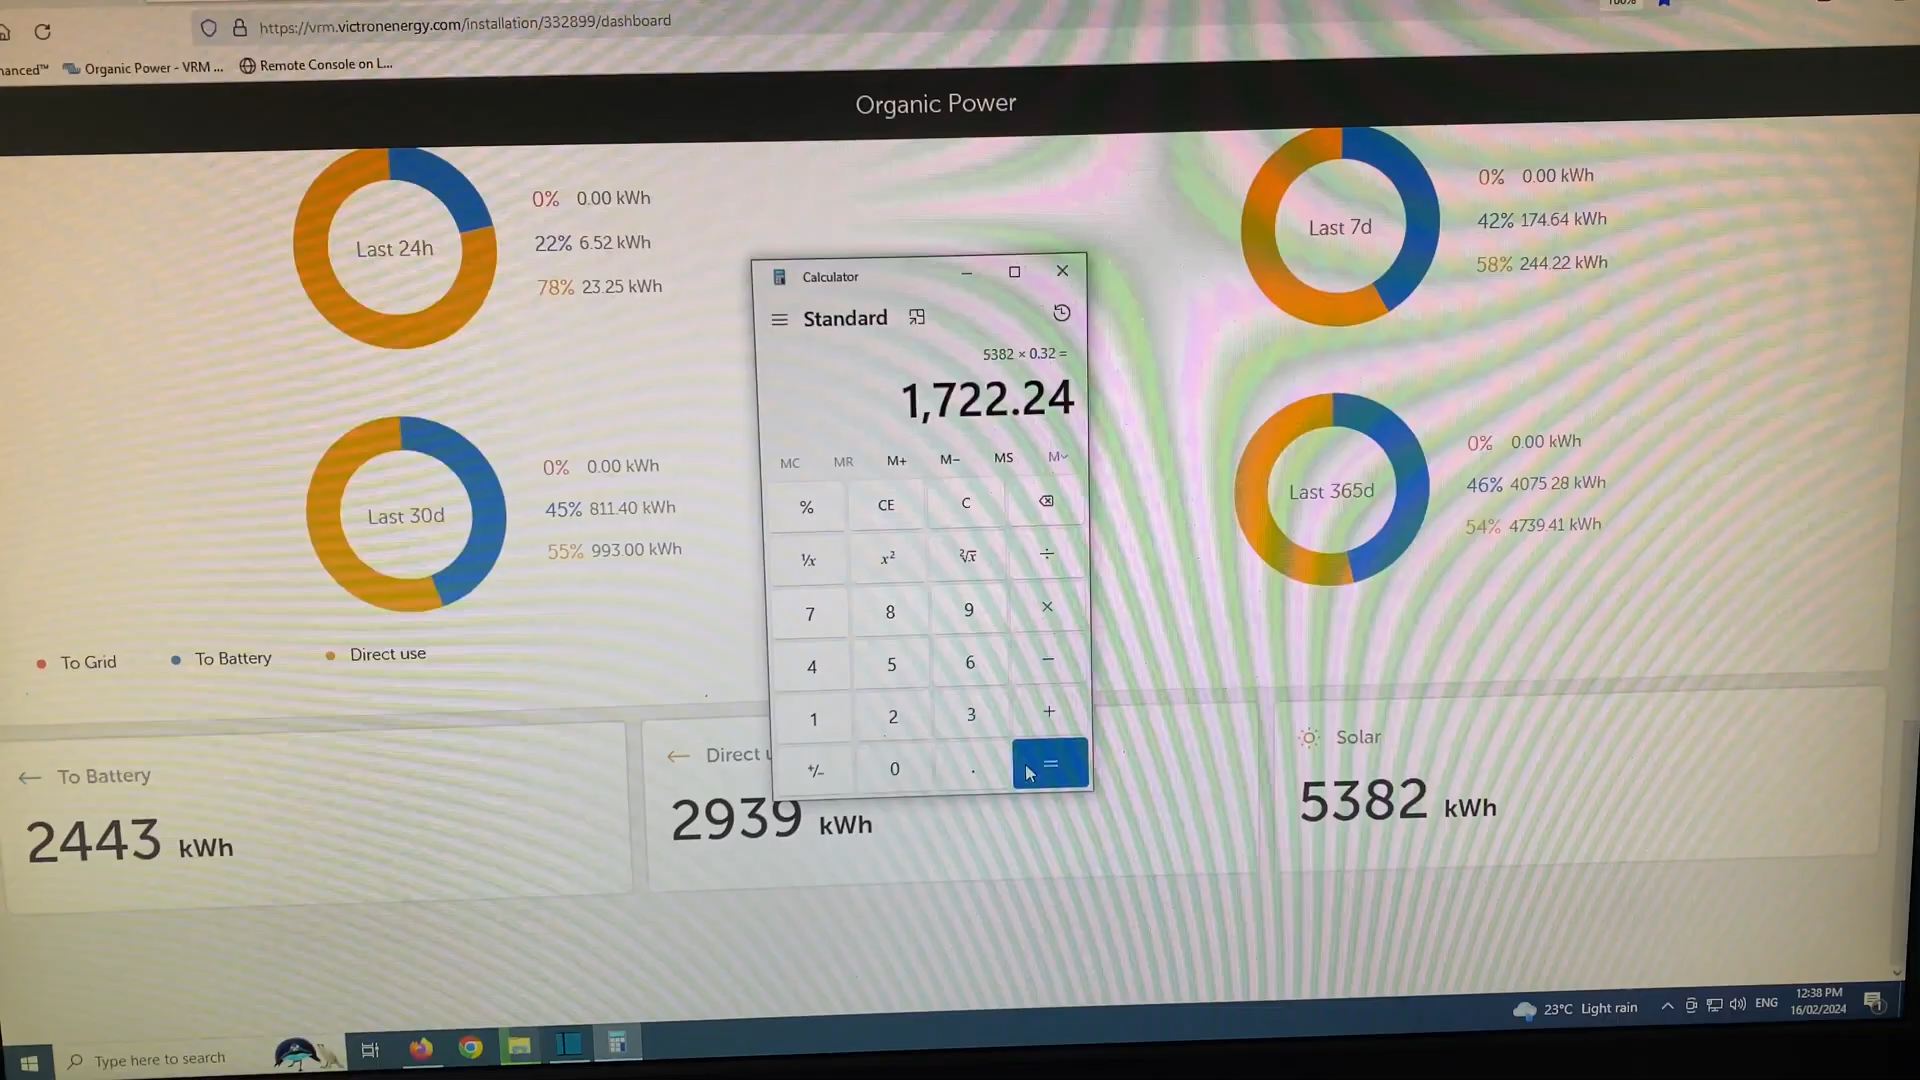 https://vrm.victronenergy.com/installation/332899/dashboard
hanced™ Organic Power - VRM ... Remote Console on L...
Organic Power
Last 24h
0% 0.00 kWh
22% 6.52 kWh
78% 23.25 kWh
Last 7d
0% 0.00 kWh
42% 174.64 kWh
58% 244.22 kWh
Last 30d
0% 0.00 kWh
45% 811.40 kWh
55% 993.00 kWh
Last 365d
0% 0.00 kWh
46% 4075.28 kWh
54% 4739.41 kWh
To Grid To Battery Direct use
Calculator
Standard
5382 × 0.32 =
1,722.24
MC MR M+ M− MS M
% CE C
¹/x x² ²√x ÷
7 8 9 ×
4 5 6 −
1 2 3 +
+/− 0 . =
To Battery
2443 kWh
Direct u
2939 kWh
Solar
5382 kWh
Type here to search
23°C Light rain ENG
12:38 PM
16/02/2024
1